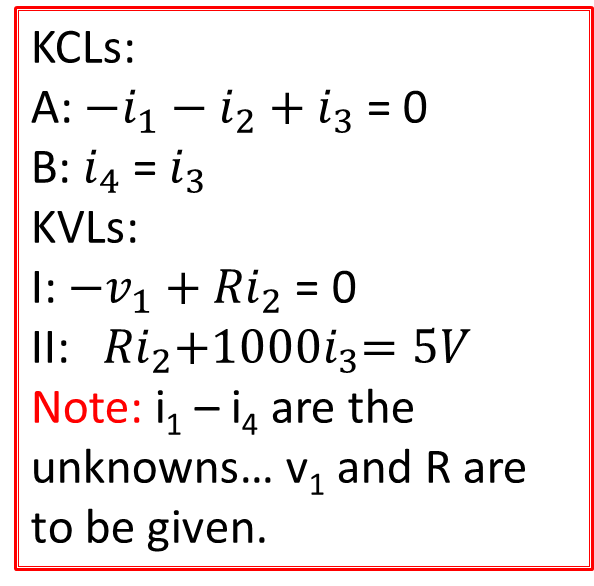 KCLs:
A: −𝑖₁ − 𝑖₂ + 𝑖₃ = 0
B: 𝑖₄ = 𝑖₃
KVLs:
I: −𝑣₁ + 𝑅𝑖₂ = 0
II: 𝑅𝑖₂+1000𝑖₃= 5𝑉
Note: i₁ – i₄ are the
unknowns... v₁ and R are
to be given.